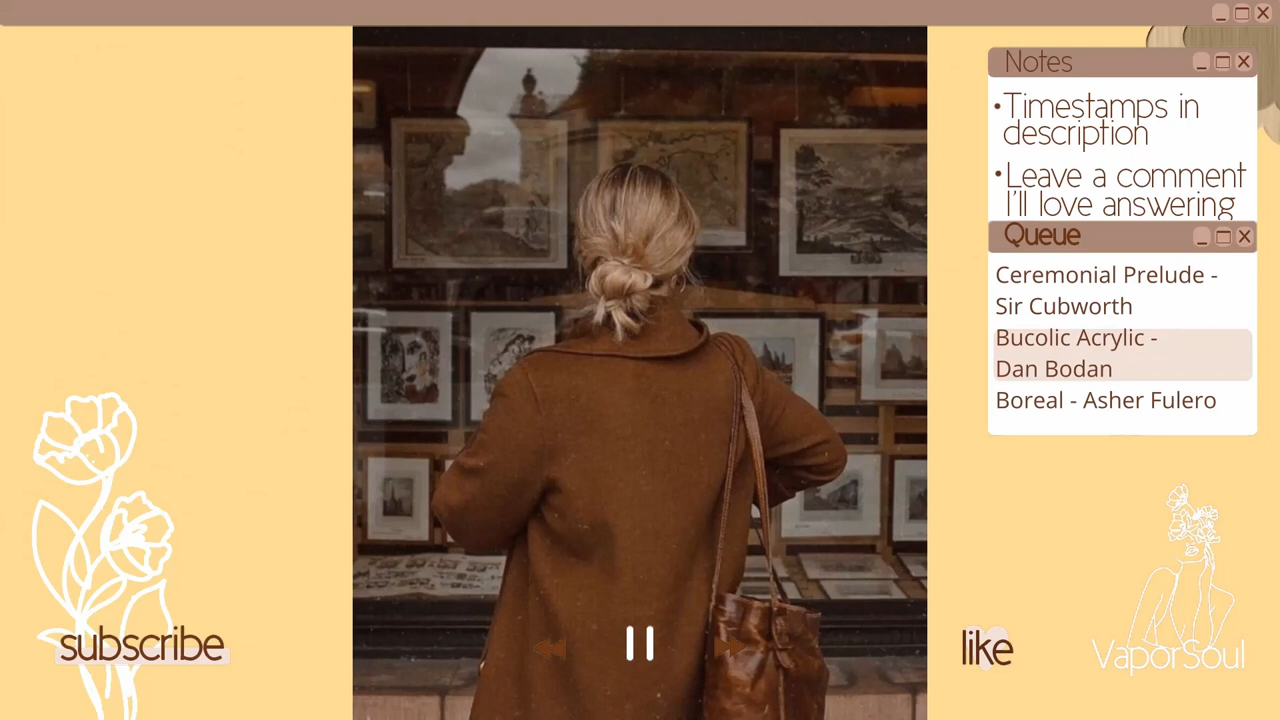 Notes
•Timestamps in
description
•Leave a comment
I'll love answering
Queue
Ceremonial Prelude -
Sir Cubworth
Bucolic Acrylic -
Dan Bodan
Boreal - Asher Fulero
subscribe
like
VaporSoul